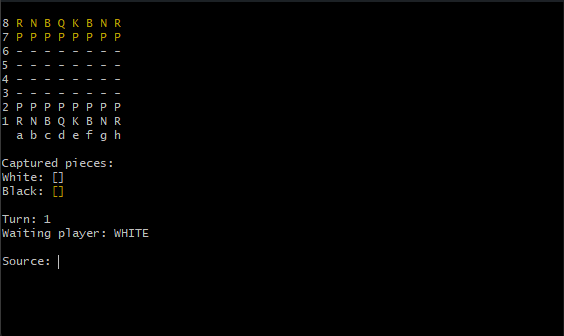 8 R N B Q K B N R
7 P P P P P P P P
6 - - - - - - - -
5 - - - - - - - -
4 - - - - - - - -
3 - - - - - - - -
2 P P P P P P P P
1 R N B Q K B N R
a b c d e f g h
Captured pieces:
White: []
Black: []
Turn: 1
Waiting player: WHITE
Source: